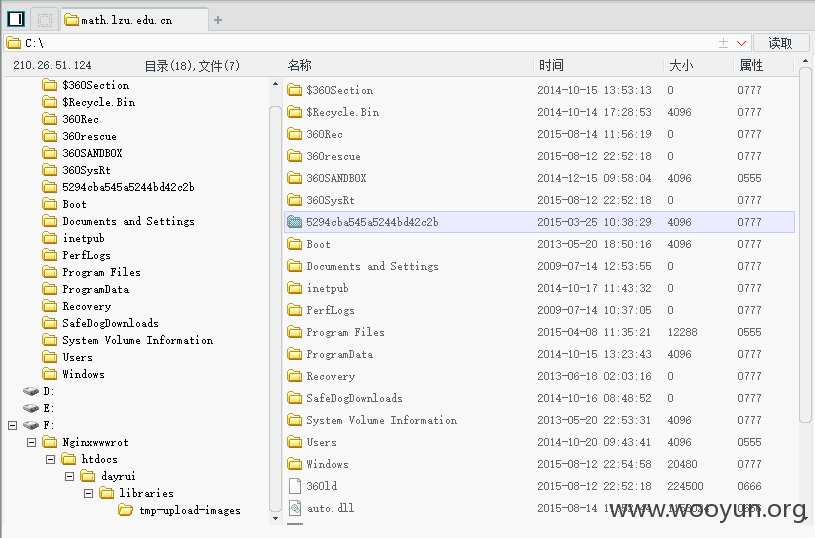 math.lzu.edu.cn
C:\
读取
210.26.51.124 目录(18),文件(7)
$360Section
$Recycle.Bin
360Rec
360rescue
360SANDBOX
360SysRt
5294cba545a5244bd42c2b
Boot
Documents and Settings
inetpub
PerfLogs
Program Files
ProgramData
Recovery
SafeDogDownloads
System Volume Information
Users
Windows
D:
E:
F:
Nginxwwwrot
htdocs
dayrui
libraries
tmp-upload-images
名称 时间 大小 属性
$360Section 2014-10-15 13:53:13 0 0777
$Recycle.Bin 2014-10-14 17:28:53 4096 0777
360Rec 2015-08-14 11:56:19 0 0777
360rescue 2015-08-12 22:52:18 0 0777
360SANDBOX 2014-12-15 09:58:04 4096 0555
360SysRt 2015-08-12 22:52:18 0 0777
5294cba545a5244bd42c2b 2015-03-25 10:38:29 4096 0777
Boot 2013-05-20 18:50:16 4096 0777
Documents and Settings 2009-07-14 12:53:55 0 0777
inetpub 2014-10-17 11:43:32 0 0777
PerfLogs 2009-07-14 10:37:05 0 0777
Program Files 2015-04-08 11:35:21 12288 0555
ProgramData 2014-10-15 13:23:43 4096 0777
Recovery 2013-06-18 02:03:16 0 0777
SafeDogDownloads 2014-10-16 08:48:52 0 0777
System Volume Information 2013-05-20 22:53:31 4096 0777
Users 2014-10-20 09:43:41 4096 0555
Windows 2015-08-12 22:54:58 20480 0777
360ld 2015-08-12 22:52:18 224500 0666
auto.dll 2015-08-14
www.wooyun.org